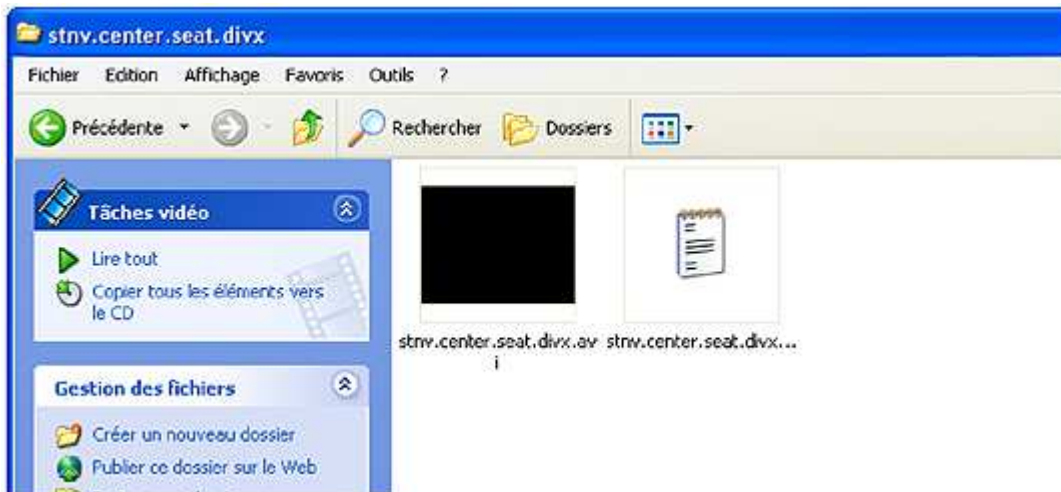 stnv.center.seat.divx
Fichier Edition Affichage Favoris Outils ?
Précédente Rechercher Dossiers
Tâches vidéo
Lire tout
Copier tous les éléments vers
le CD
stnv.center.seat.divx.av
i
stnv.center.seat.divx...
Gestion des fichiers
Créer un nouveau dossier
Publier ce dossier sur le Web